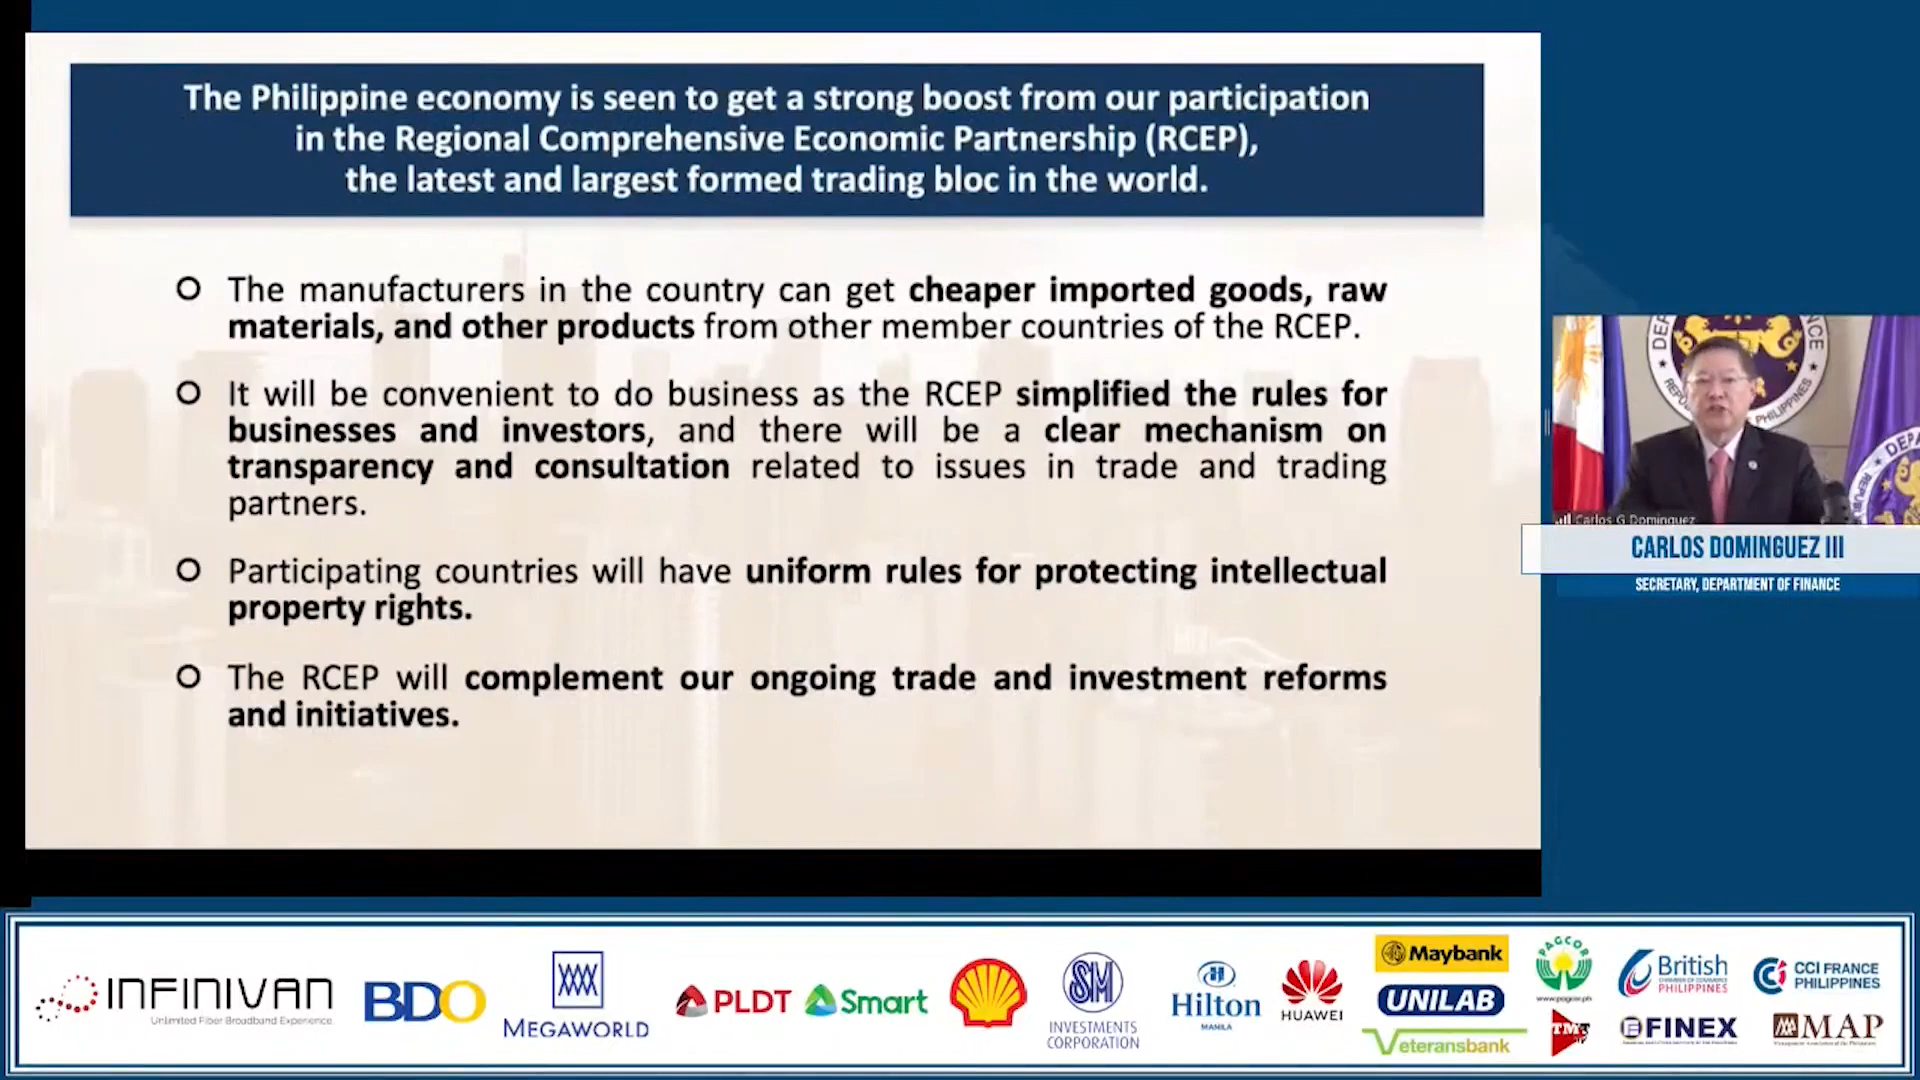 The Philippine economy is seen to get a strong boost from our participation
in the Regional Comprehensive Economic Partnership (RCEP),
the latest and largest formed trading bloc in the world.
The manufacturers in the country can get cheaper imported goods, raw
materials, and other products from other member countries of the RCEP.
It will be convenient to do business as the RCEP simplified the rules for
businesses and investors, and there will be a clear mechanism on
transparency and consultation related to issues in trade and trading
partners.
Participating countries will have uniform rules for protecting intellectual
property rights.
The RCEP will complement our ongoing trade and investment reforms
and initiatives.
Carlos G Dominguez
CARLOS DOMINGUEZ III
SECRETARY, DEPARTMENT OF FINANCE
INFINIVAN
Unlimited Fiber Broadband Experience.
BDO
MEGAWORLD
PLDT
Smart
SM
INVESTMENTS
CORPORATION
Hilton
MANILA
HUAWEI
Maybank
UNILAB
Veteransbank
PAGCOR
www.pagcor.ph
TM
British
CHAMBER OF COMMERCE
PHILIPPINES
FINEX
CCI FRANCE
PHILIPPINES
MAP
Management Association of the Philippines